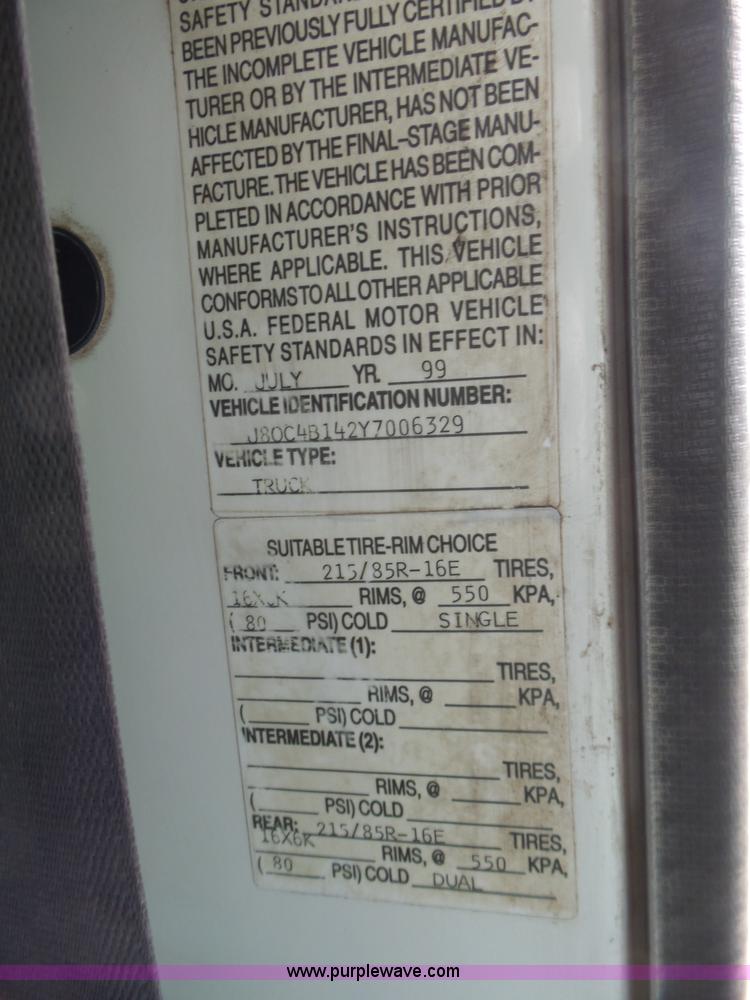 SAFETY STANDAR
BEEN PREVIOUSLY FULLY CERTIFIED BY
THE INCOMPLETE VEHICLE MANUFAC-
TURER OR BY THE INTERMEDIATE VE-
HICLE MANUFACTURER, HAS NOT BEEN
AFFECTED BY THE FINAL-STAGE MANU-
FACTURE. THE VEHICLE HAS BEEN COM-
PLETED IN ACCORDANCE WITH PRIOR
MANUFACTURER'S INSTRUCTIONS,
WHERE APPLICABLE. THIS VEHICLE
CONFORMS TO ALL OTHER APPLICABLE
U.S.A. FEDERAL MOTOR VEHICLE
SAFETY STANDARDS IN EFFECT IN:
MO. JULY YR. 99
VEHICLE IDENTIFICATION NUMBER:
J8OC4B142Y7006329
VEHICLE TYPE:
TRUCK
SUITABLE TIRE-RIM CHOICE
FRONT: 215/85R-16E TIRES,
RIMS, @ 550 KPA,
( 80 PSI) COLD SINGLE
INTERMEDIATE (1):
TIRES,
RIMS, @ KPA,
( PSI) COLD
INTERMEDIATE (2):
TIRES,
RIMS, @ KPA,
( PSI) COLD
REAR: 215/85R-16E TIRES,
16X6K RIMS, @ 550 KPA,
( 80 PSI) COLD DUAL
www.purplewave.com